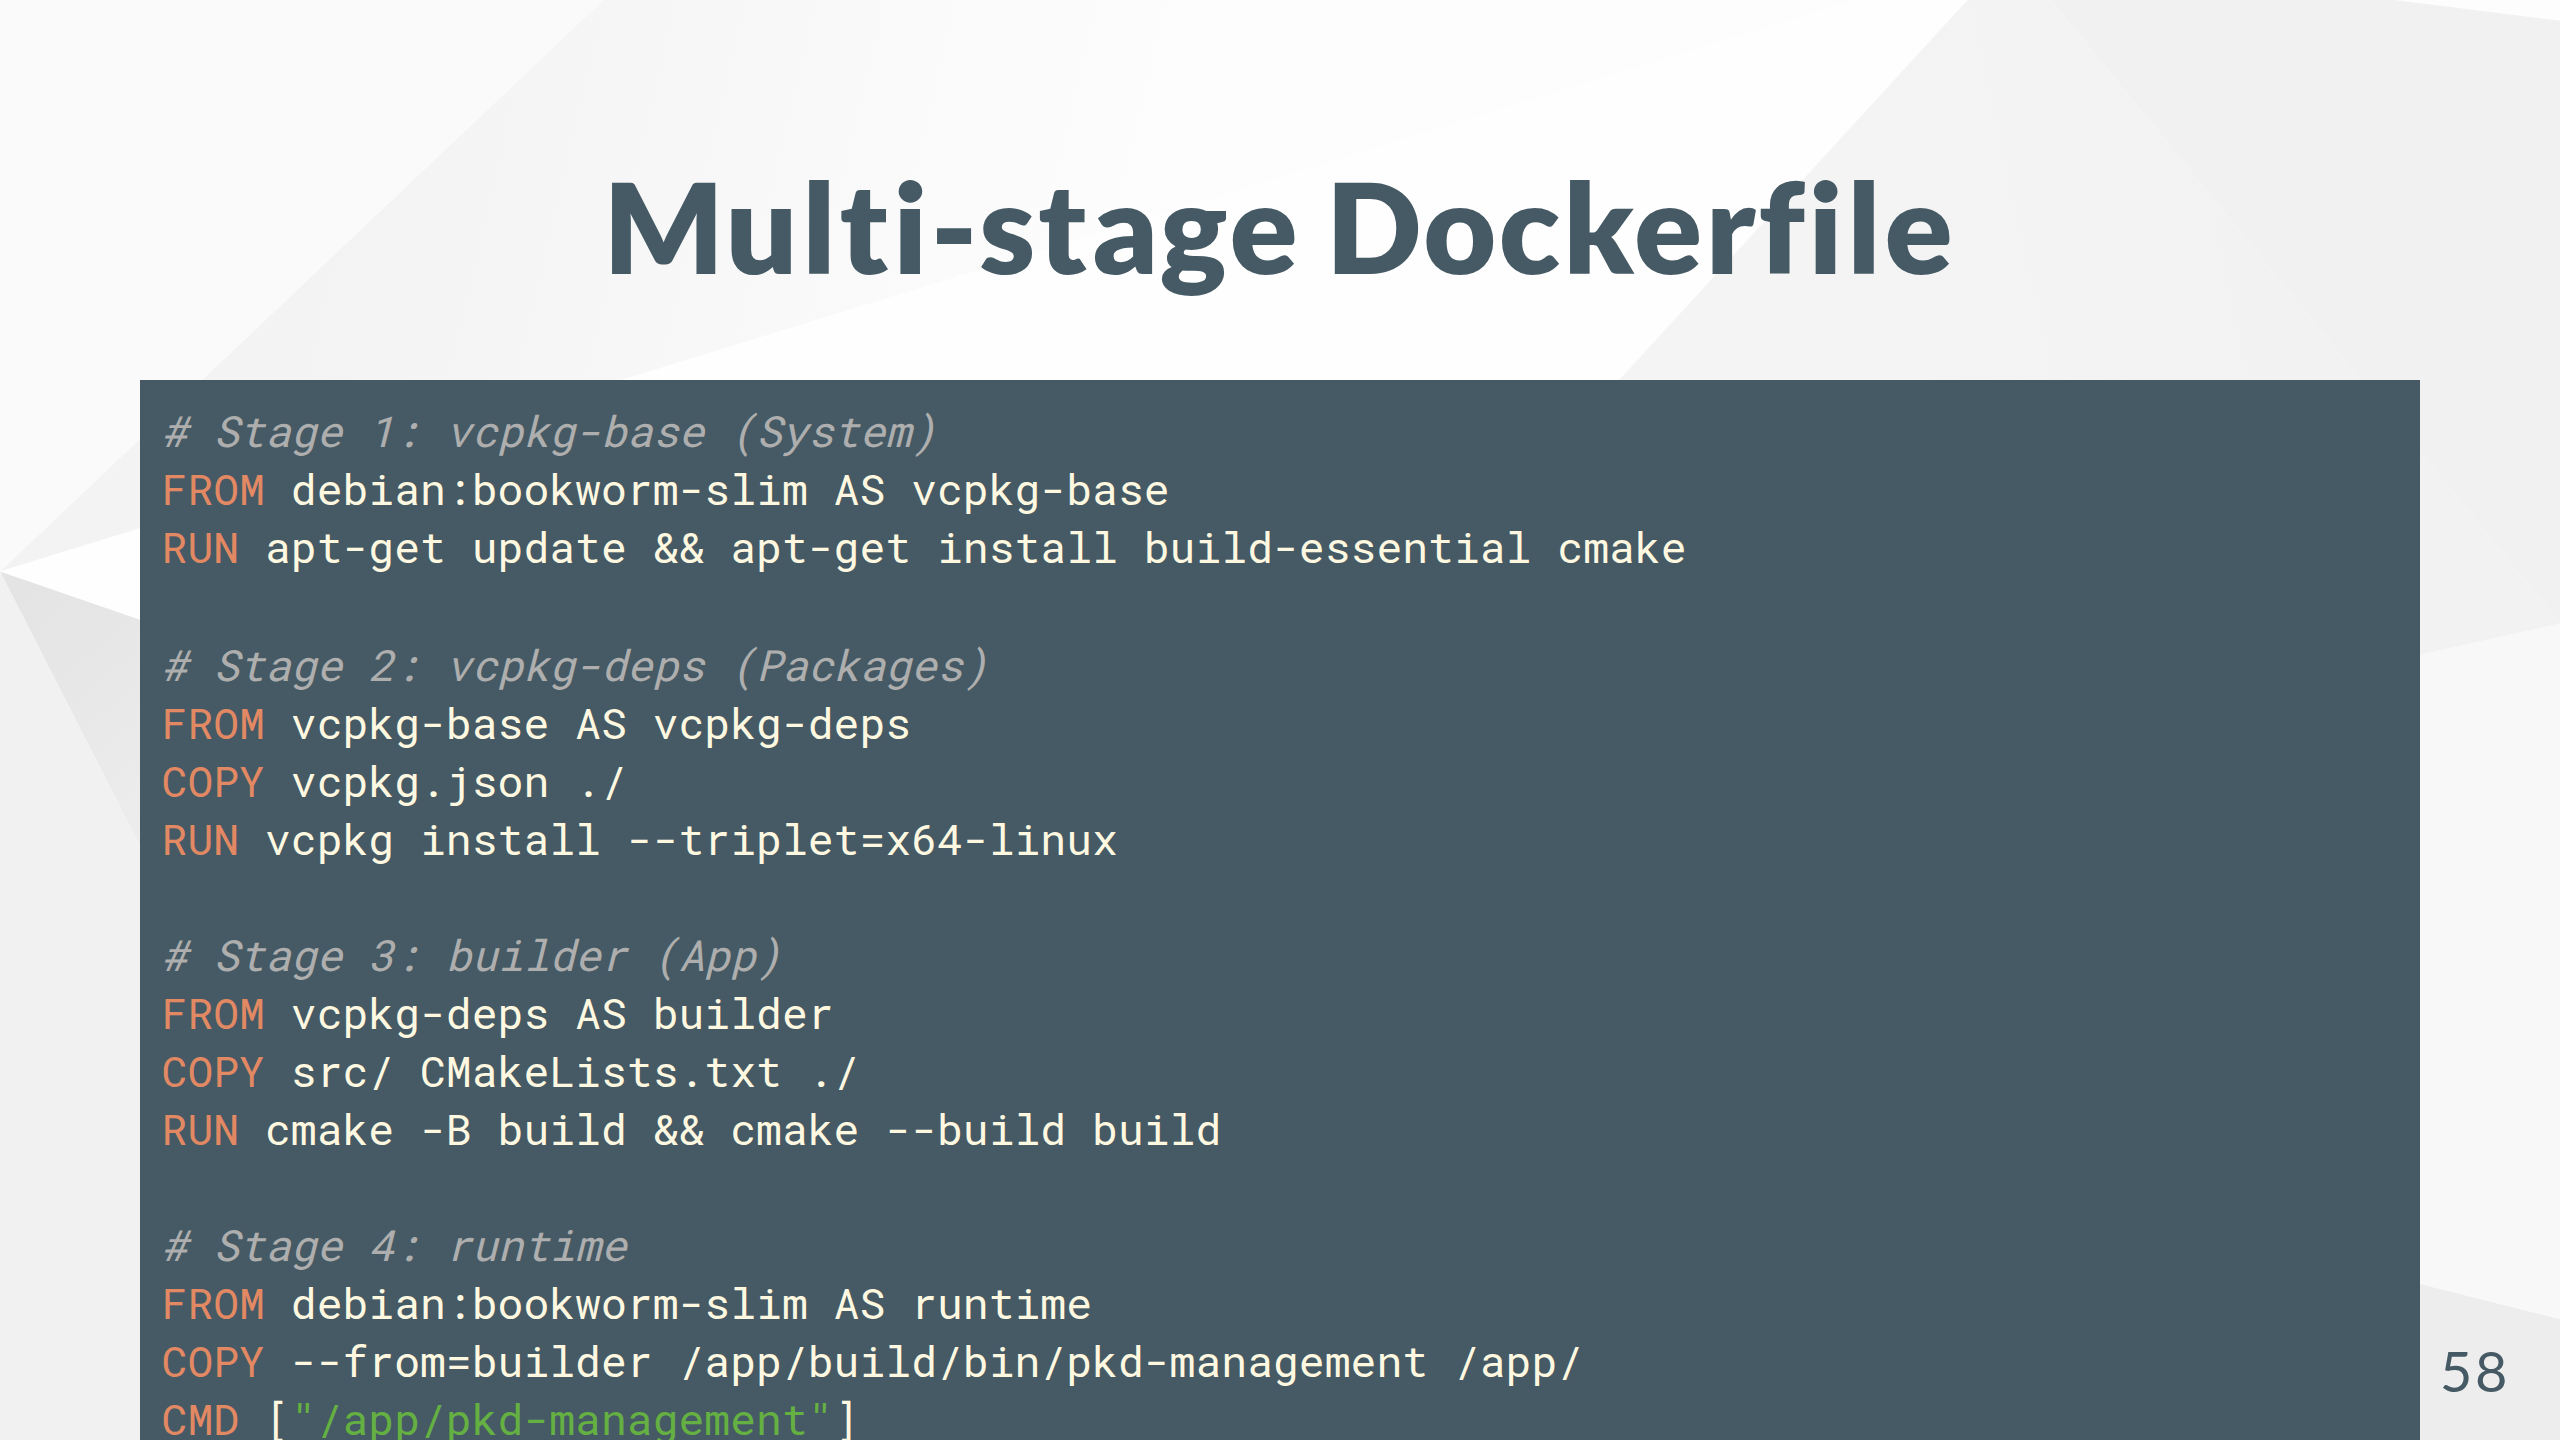 Multi-stage Dockerfile
# Stage 1: vcpkg-base (System)
FROM debian:bookworm-slim AS vcpkg-base
RUN apt-get update && apt-get install build-essential cmake
# Stage 2: vcpkg-deps (Packages)
FROM vcpkg-base AS vcpkg-deps
COPY vcpkg.json ./
RUN vcpkg install --triplet=x64-linux
# Stage 3: builder (App)
FROM vcpkg-deps AS builder
COPY src/ CMakeLists.txt ./
RUN cmake -B build && cmake --build build
# Stage 4: runtime
FROM debian:bookworm-slim AS runtime
COPY --from=builder /app/build/bin/pkd-management /app/
CMD ["/app/pkd-management"]
58